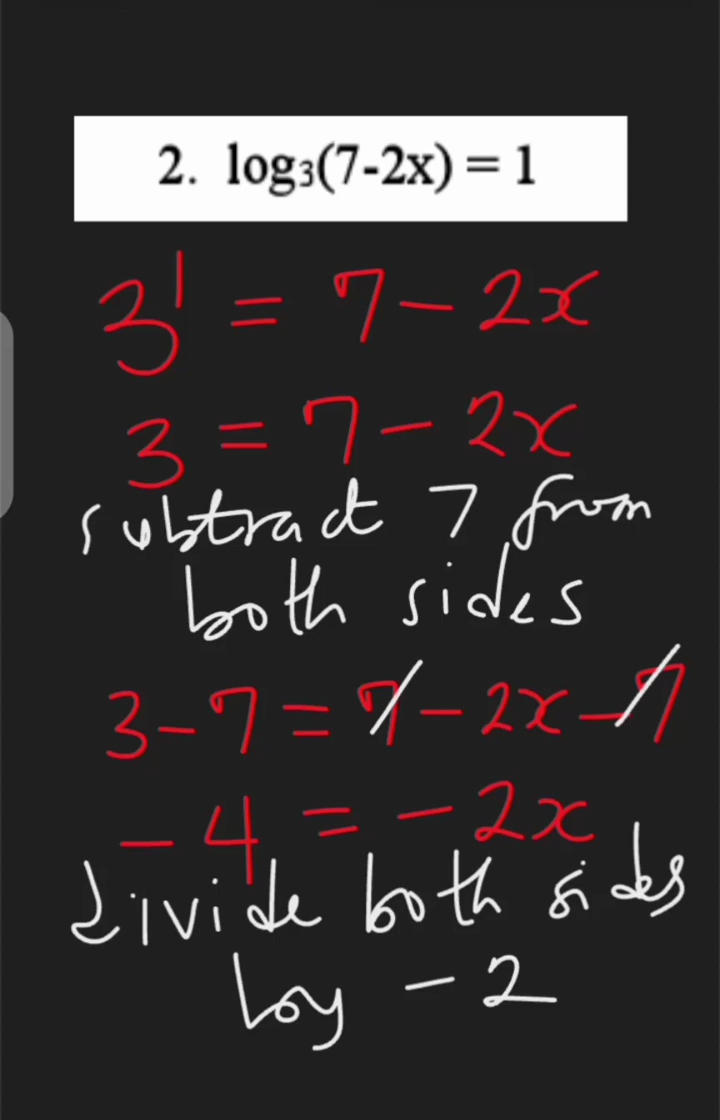 2. log₃(7-2x) = 1
3¹ = 7 - 2x
3 = 7 - 2x
subtract 7 from
both sides
3 - 7 = 7 - 2x - 7
- 4 = - 2x
divide both sides
by - 2